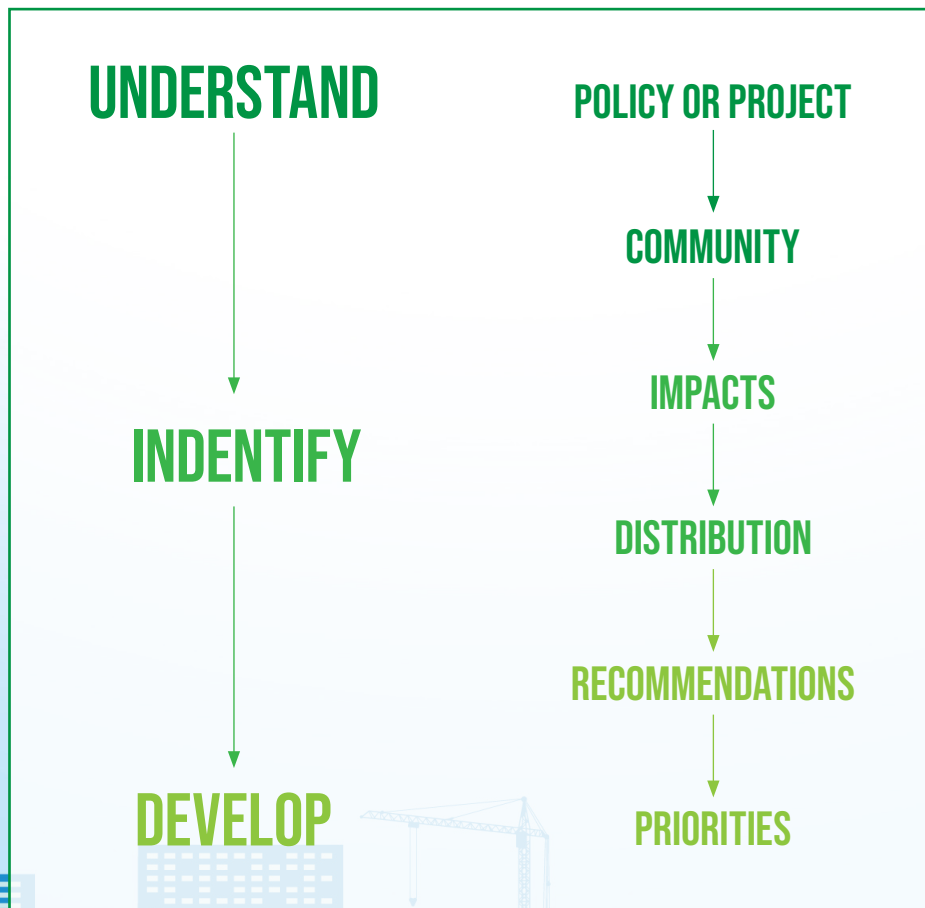 UNDERSTAND
INDENTIFY
DEVELOP
POLICY OR PROJECT
COMMUNITY
IMPACTS
DISTRIBUTION
RECOMMENDATIONS
PRIORITIES